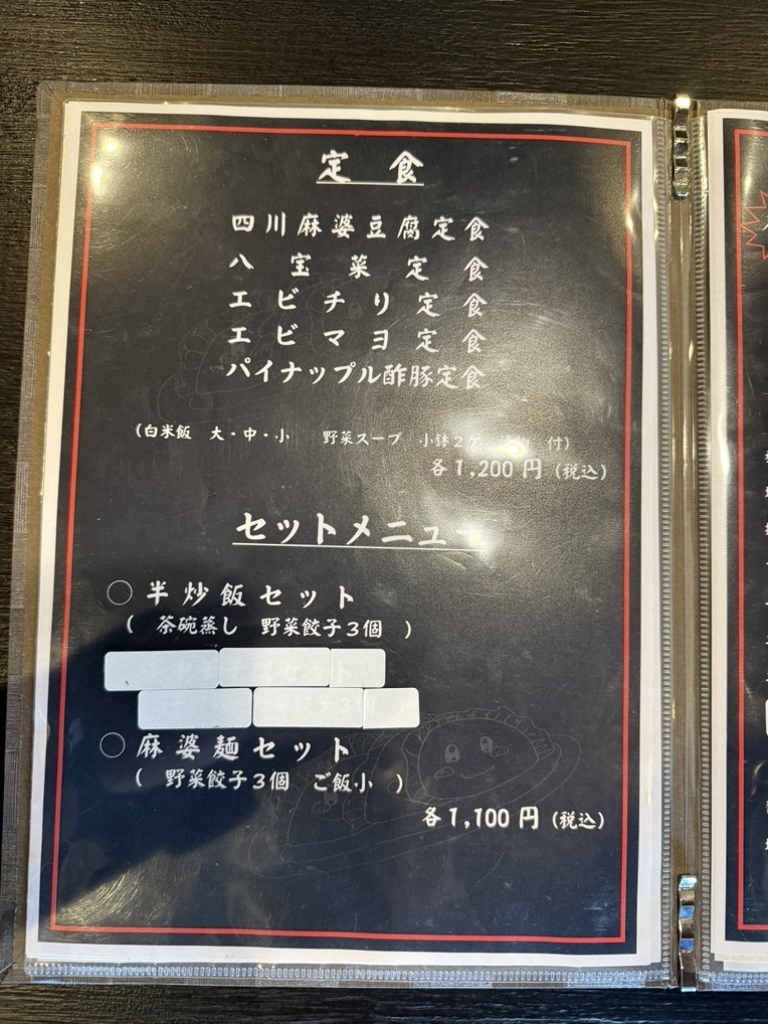 定食
四川麻婆豆腐定食
八宝菜定食
エビチリ定食
エビマヨ定食
パイナップル酢豚定食
(白米飯 大・中・小 野菜スープ 小鉢2ケ 付)
各1,200円(税込)
セットメニュー
○半炒飯セット
( 茶碗蒸し 野菜餃子3個 )
セット
○麻婆麺セット
( 野菜餃子3個 ご飯小 )
各1,100円(税込)